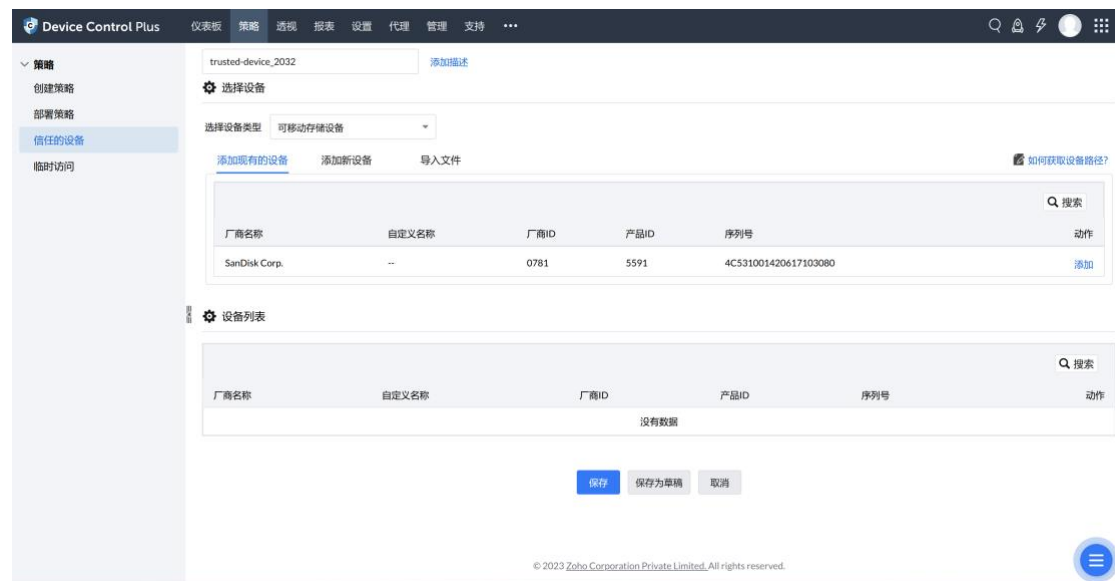 Device Control Plus 仪表板 策略 透视 报表 设置 代理 管理 支持 •••
策略
创建策略
部署策略
信任的设备
临时访问
trusted-device_2032 添加描述
选择设备
选择设备类型 可移动存储设备
添加现有的设备 添加新设备 导入文件 如何获取设备路径?
搜索
厂商名称 自定义名称 厂商ID 产品ID 序列号 动作
SanDisk Corp. -- 0781 5591 4C531001420617103080 添加
设备列表
搜索
厂商名称 自定义名称 厂商ID 产品ID 序列号 动作
没有数据
保存 保存为草稿 取消
© 2023 Zoho Corporation Private Limited. All rights reserved.